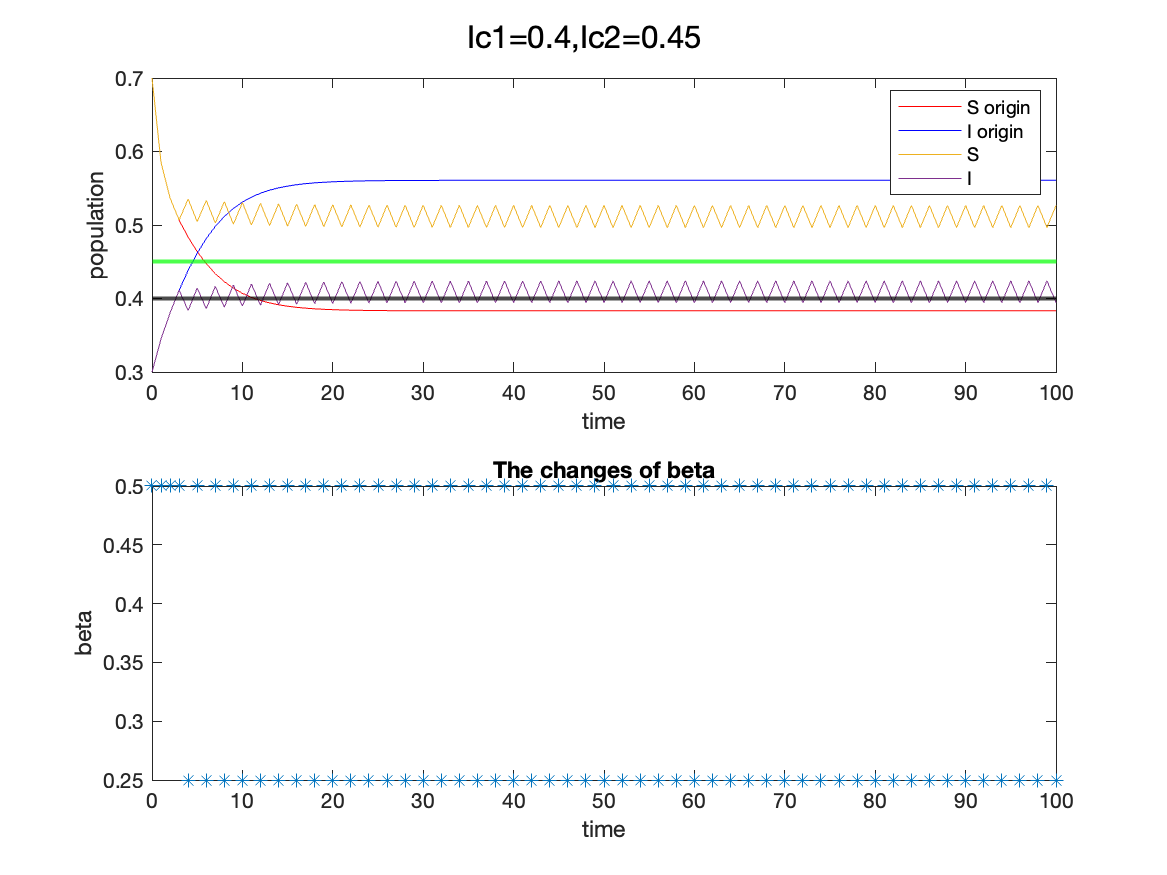 Ic1=0.4,Ic2=0.45
0.7
0.6
0.5
0.4
0.3
population
S origin
I origin
S
I
0 10 20 30 40 50 60 70 80 90 100
time
The changes of beta
0.5
0.45
0.4
0.35
0.3
0.25
beta
0 10 20 30 40 50 60 70 80 90 100
time